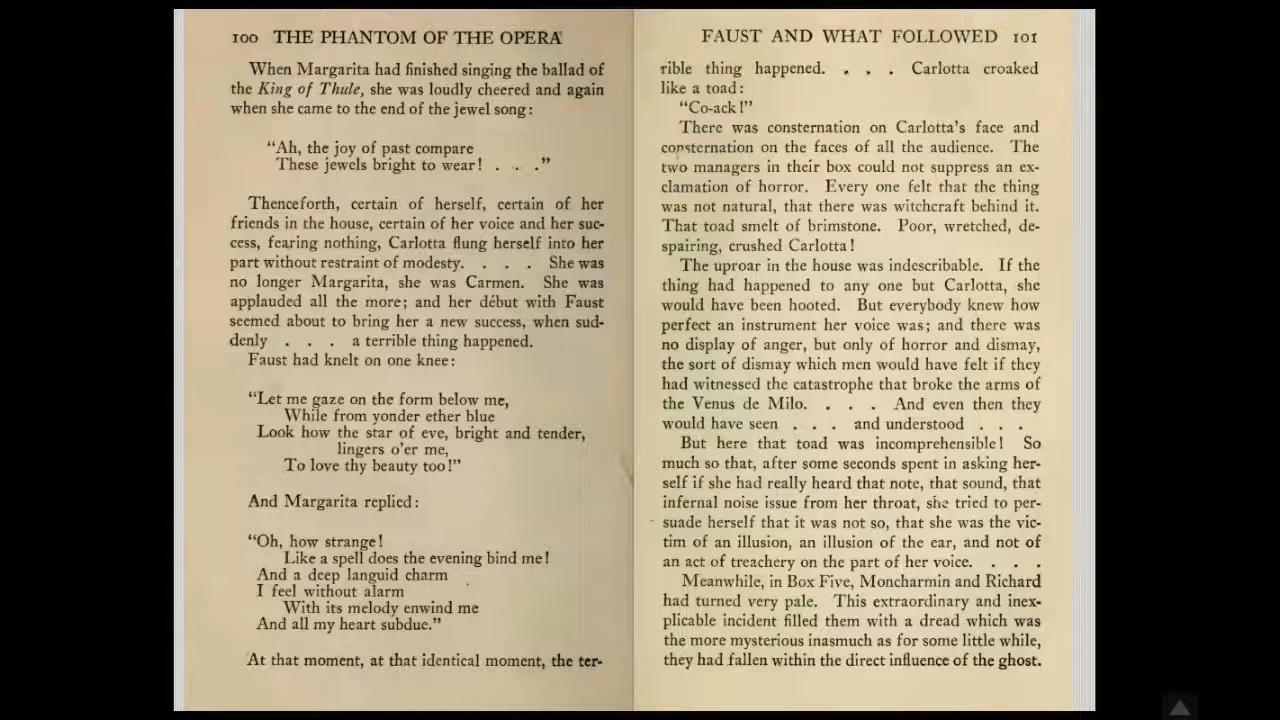 100 THE PHANTOM OF THE OPERA
When Margarita had finished singing the ballad of
the King of Thule, she was loudly cheered and again
when she came to the end of the jewel song:
“Ah, the joy of past compare
These jewels bright to wear! . . .”
Thenceforth, certain of herself, certain of her
friends in the house, certain of her voice and her suc-
cess, fearing nothing, Carlotta flung herself into her
part without restraint of modesty. . . . She was
no longer Margarita, she was Carmen. She was
applauded all the more; and her début with Faust
seemed about to bring her a new success, when sud-
denly . . . a terrible thing happened.
Faust had knelt on one knee:
“Let me gaze on the form below me,
While from yonder ether blue
Look how the star of eve, bright and tender,
lingers o’er me,
To love thy beauty too!”
And Margarita replied:
“Oh, how strange!
Like a spell does the evening bind me!
And a deep languid charm
I feel without alarm
With its melody enwind me
And all my heart subdue.”
At that moment, at that identical moment, the ter-
FAUST AND WHAT FOLLOWED 101
rible thing happened. . . . Carlotta croaked
like a toad:
“Co-ack!”
There was consternation on Carlotta’s face and
consternation on the faces of all the audience. The
two managers in their box could not suppress an ex-
clamation of horror. Every one felt that the thing
was not natural, that there was witchcraft behind it.
That toad smelt of brimstone. Poor, wretched, de-
spairing, crushed Carlotta!
The uproar in the house was indescribable. If the
thing had happened to any one but Carlotta, she
would have been hooted. But everybody knew how
perfect an instrument her voice was; and there was
no display of anger, but only of horror and dismay,
the sort of dismay which men would have felt if they
had witnessed the catastrophe that broke the arms of
the Venus de Milo. . . . And even then they
would have seen . . . and understood . . .
But here that toad was incomprehensible! So
much so that, after some seconds spent in asking her-
self if she had really heard that note, that sound, that
infernal noise issue from her throat, she tried to per-
suade herself that it was not so, that she was the vic-
tim of an illusion, an illusion of the ear, and not of
an act of treachery on the part of her voice. . . .
Meanwhile, in Box Five, Moncharmin and Richard
had turned very pale. This extraordinary and inex-
plicable incident filled them with a dread which was
the more mysterious inasmuch as for some little while,
they had fallen within the direct influence of the ghost.